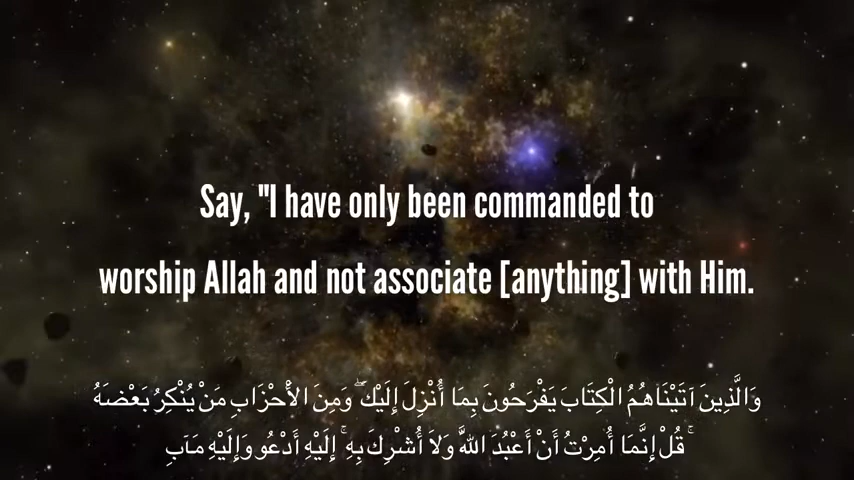 Say, "I have only been commanded to
worship Allah and not associate [anything] with Him.
وَالَّذِينَ آتَيْنَاهُمُ الْكِتَابَ يَفْرَحُونَ بِمَا أُنْزِلَ إِلَيْكَ ۖ وَمِنَ الْأَحْزَابِ مَنْ يُنْكِرُ بَعْضَهُ
ۚ قُلْ إِنَّمَا أُمِرْتُ أَنْ أَعْبُدَ اللَّهَ وَلَا أُشْرِكَ بِهِ ۚ إِلَيْهِ أَدْعُو وَإِلَيْهِ مَآبِ